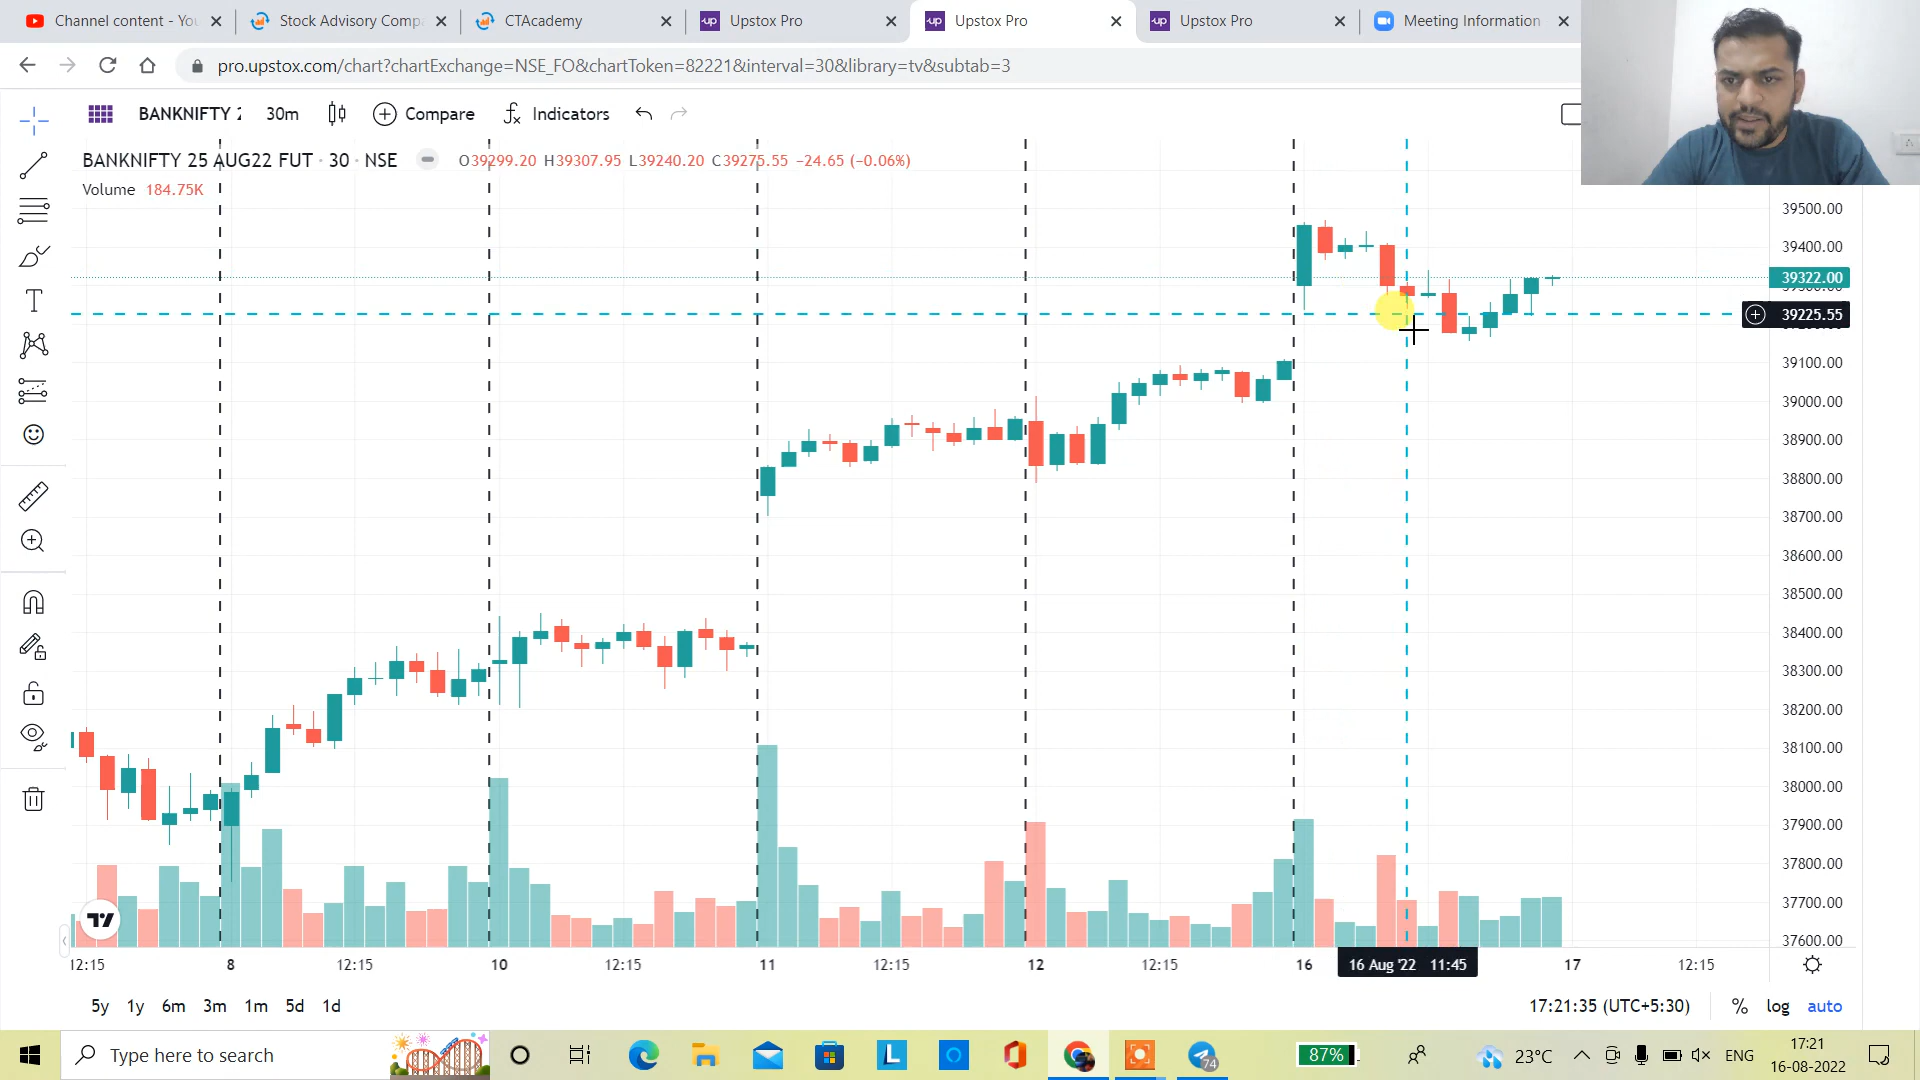 Channel content - You
Stock Advisory Compa
CTAcademy
Upstox Pro
Upstox Pro
Upstox Pro
Meeting Information
pro.upstox.com/chart?chartExchange=NSE_FO&chartToken=82221&interval=30&library=tv&subtab=3
BANKNIFTY 30m Compare Indicators
BANKNIFTY 25 AUG22 FUT · 30 · NSE O39299.20 H39307.95 L39240.20 C39275.55 −24.65 (−0.06%)
Volume 184.75K
39500.00
39400.00
39322.00
39225.55
39100.00
39000.00
38900.00
38800.00
38700.00
38600.00
38500.00
38400.00
38300.00
38200.00
38100.00
38000.00
37900.00
37800.00
37700.00
37600.00
12:15 8 12:15 10 12:15 11 12:15 12 12:15 16 16 Aug '22 11:45 17 12:15
5y 1y 6m 3m 1m 5d 1d 17:21:35 (UTC+5:30) % log auto
Type here to search
74
87%
23°C
ENG
17:21
16-08-2022